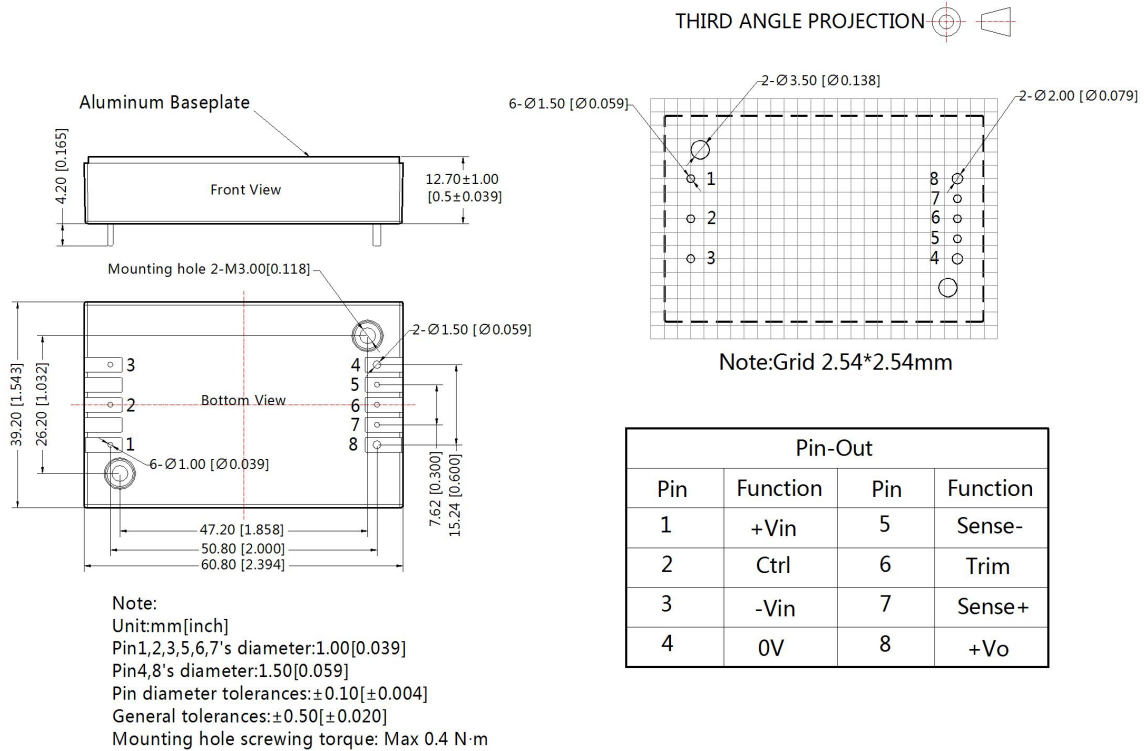 THIRD ANGLE PROJECTION
Aluminum Baseplate
4.20 [0.165]
Front View
12.70±1.00
[0.5±0.039]
2-Ø3.50 [Ø0.138]
6-Ø1.50 [Ø0.059]
2-Ø2.00 [Ø0.079]
1
2
3
8
7
6
5
4
Note:Grid 2.54*2.54mm
Mounting hole 2-M3.00[0.118]
2-Ø1.50 [Ø0.059]
39.20 [1.543]
26.20 [1.032]
3
2
1
Bottom View
4
5
6
7
8
6-Ø1.00 [Ø0.039]
7.62 [0.300]
15.24 [0.600]
47.20 [1.858]
50.80 [2.000]
60.80 [2.394]
Pin-Out
Pin Function Pin Function
1 +Vin 5 Sense-
2 Ctrl 6 Trim
3 -Vin 7 Sense+
4 0V 8 +Vo
Note:
Unit:mm[inch]
Pin1,2,3,5,6,7's diameter:1.00[0.039]
Pin4,8's diameter:1.50[0.059]
Pin diameter tolerances:±0.10[±0.004]
General tolerances:±0.50[±0.020]
Mounting hole screwing torque: Max 0.4 N·m